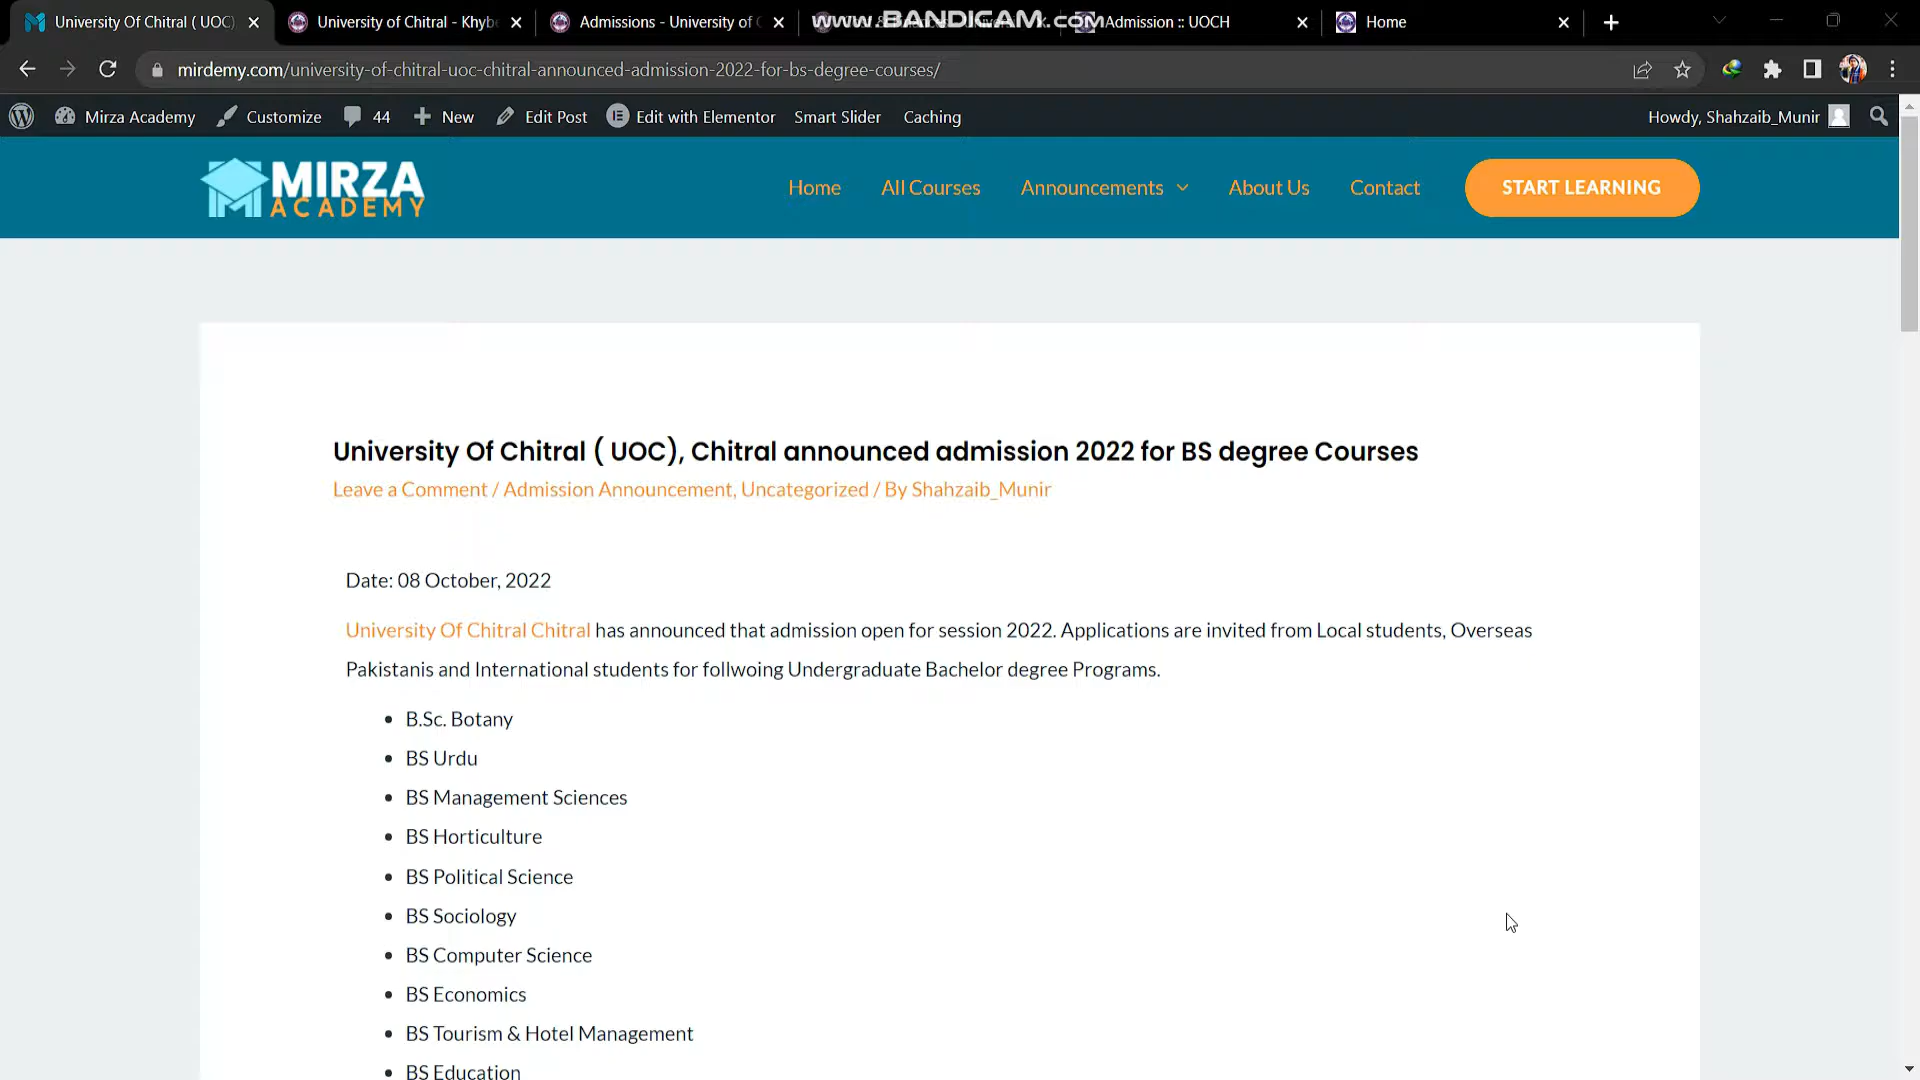 University Of Chitral ( UOC)
University of Chitral - Khybe
Admissions - University of C
www.BANDICAM.com
Admission :: UOCH
Home
mirdemy.com/university-of-chitral-uoc-chitral-announced-admission-2022-for-bs-degree-courses/
Mirza Academy
Customize
44
New
Edit Post
Edit with Elementor
Smart Slider
Caching
Howdy, Shahzaib_Munir
MIRZA
ACADEMY
Home
All Courses
Announcements
About Us
Contact
START LEARNING
University Of Chitral ( UOC), Chitral announced admission 2022 for BS degree Courses
Leave a Comment / Admission Announcement, Uncategorized / By Shahzaib_Munir
Date: 08 October, 2022
University Of Chitral Chitral has announced that admission open for session 2022. Applications are invited from Local students, Overseas
Pakistanis and International students for follwoing Undergraduate Bachelor degree Programs.
B.Sc. Botany
BS Urdu
BS Management Sciences
BS Horticulture
BS Political Science
BS Sociology
BS Computer Science
BS Economics
BS Tourism & Hotel Management
BS Education